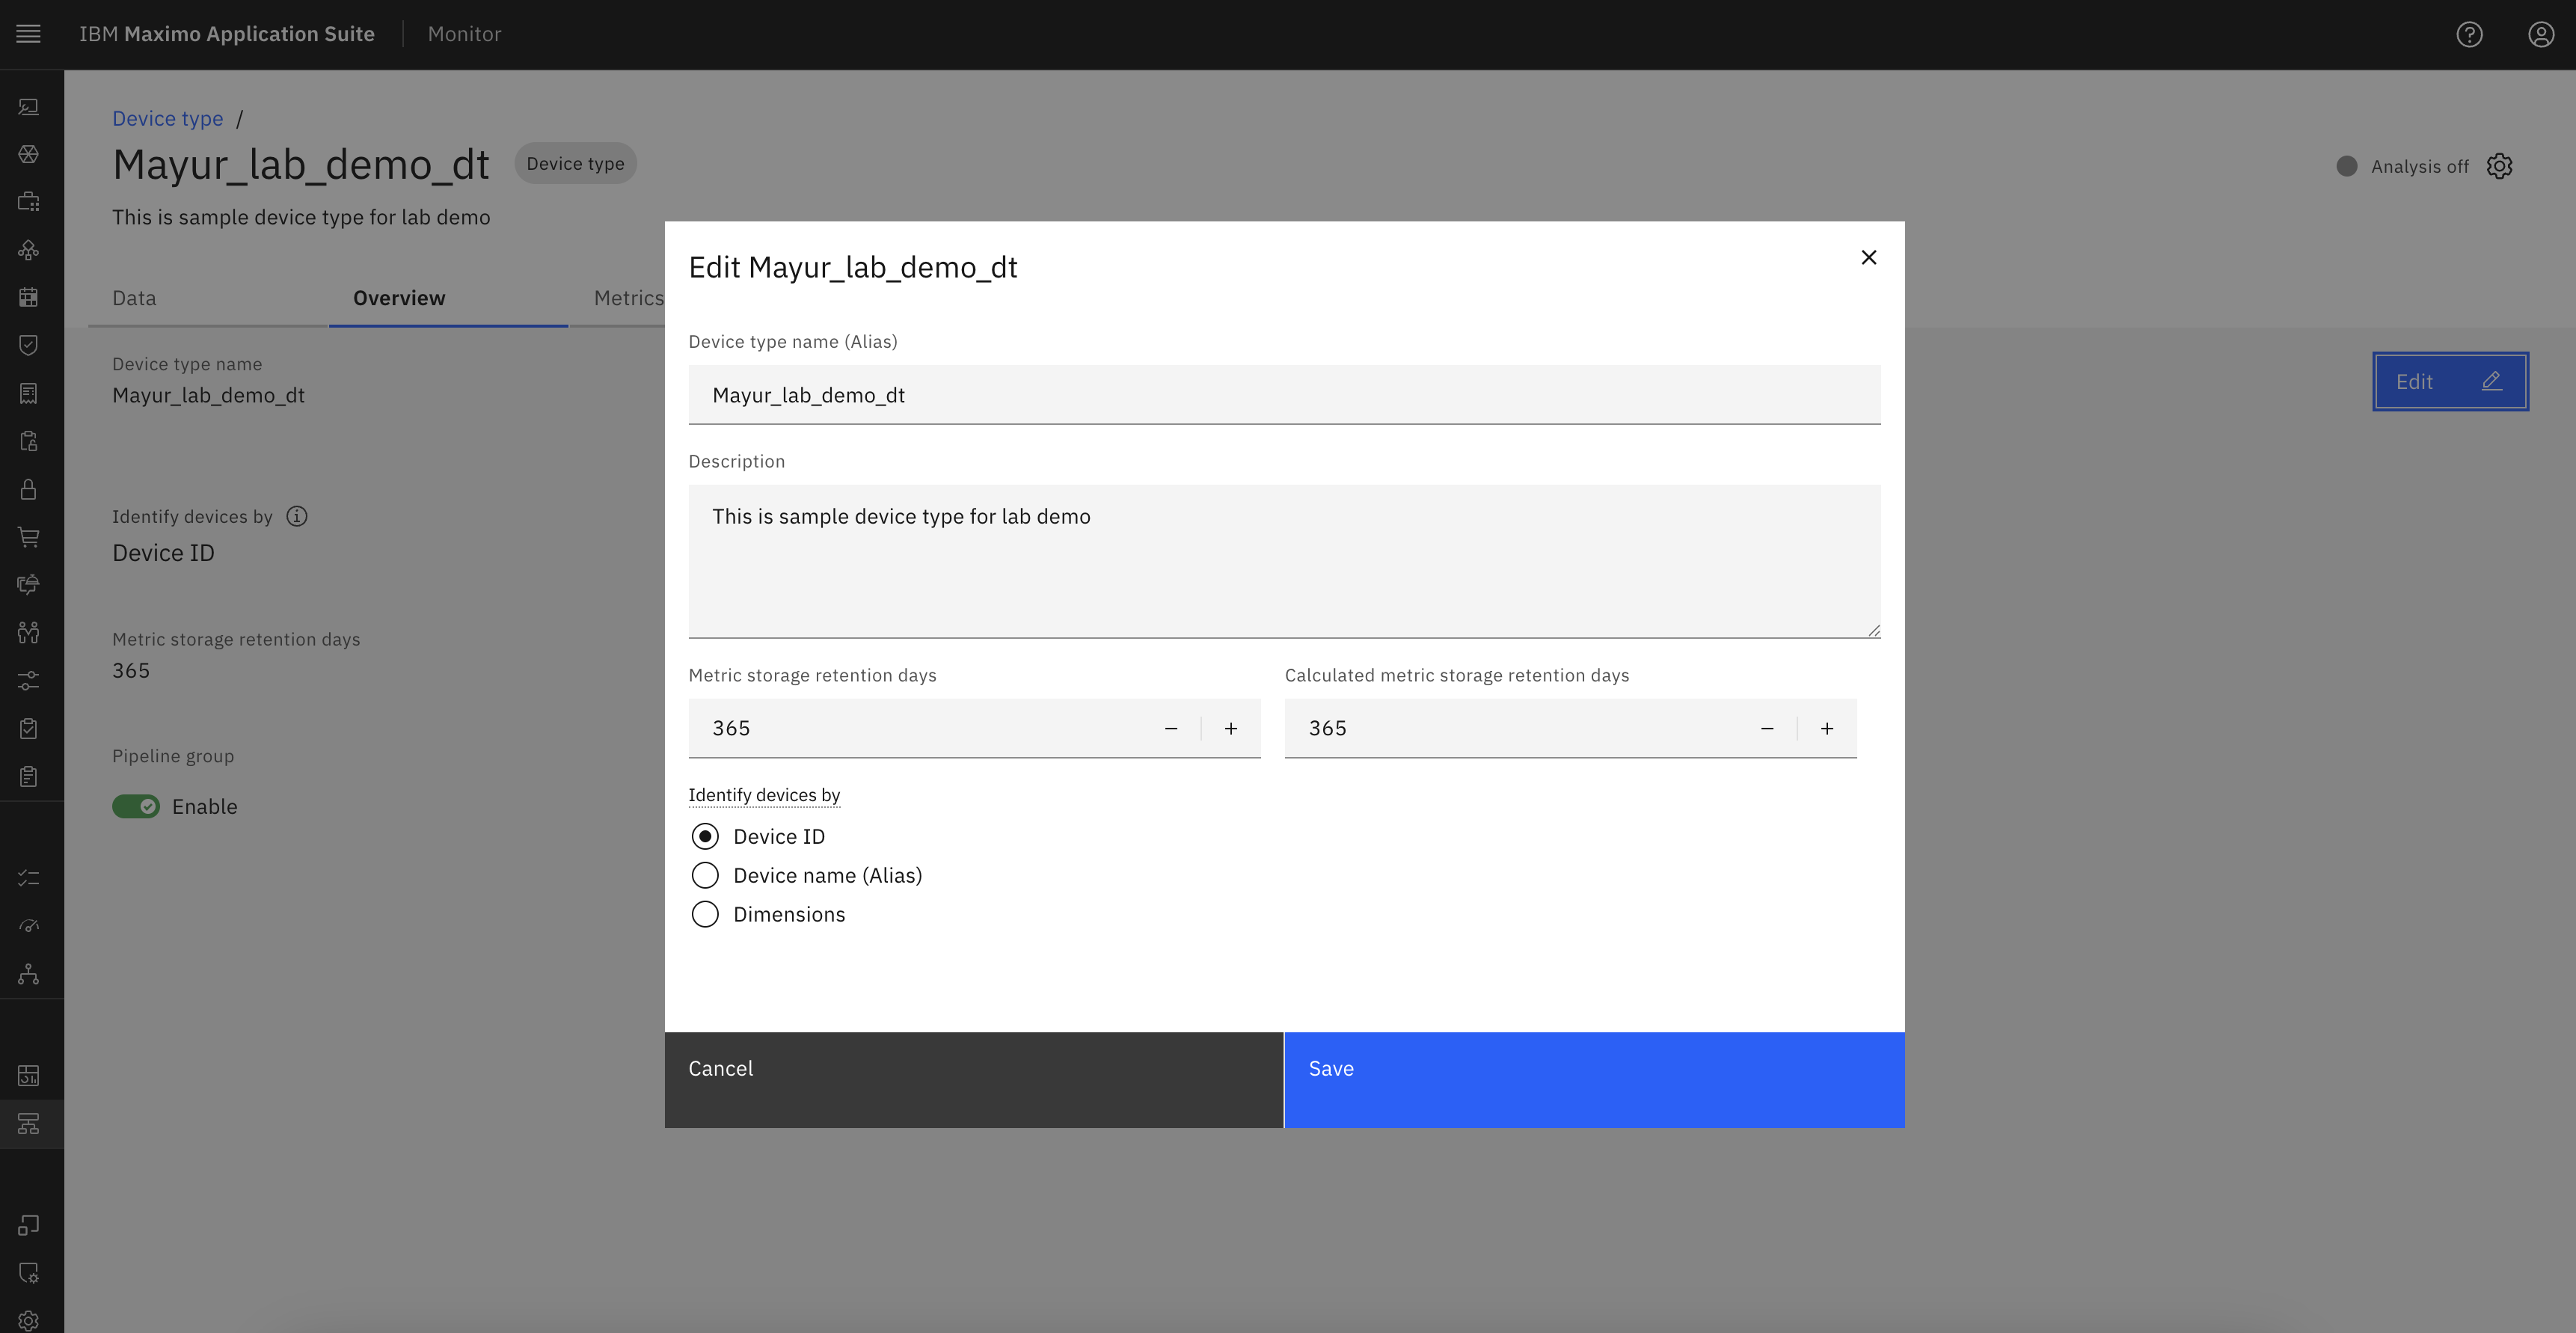 IBM Maximo Application Suite
Monitor
Device type /
Mayur_lab_demo_dt
Device type
Analysis off
This is sample device type for lab demo
Data
Overview
Metrics
Device type name
Mayur_lab_demo_dt
Edit
Identify devices by
Device ID
Metric storage retention days
365
Pipeline group
Enable
Edit Mayur_lab_demo_dt
Device type name (Alias)
Mayur_lab_demo_dt
Description
This is sample device type for lab demo
Metric storage retention days
Calculated metric storage retention days
365
365
Identify devices by
Device ID
Device name (Alias)
Dimensions
Cancel
Save